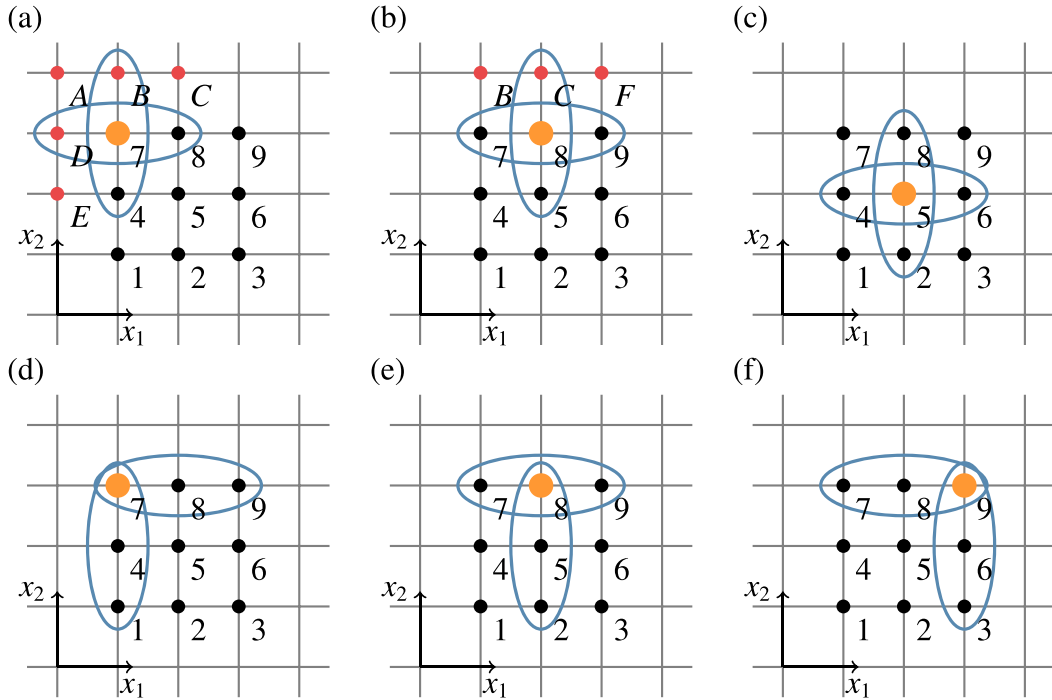 (a) (b) (c)
A B C B C F
D 7 8 9 7 8 9 7 8 9
E 4 5 6 4 5 6 4 5 6
x2 x2 x2
1 2 3 1 2 3 1 2 3
x1 x1 x1
(d) (e) (f)
7 8 9 7 8 9 7 8 9
4 5 6 4 5 6 4 5 6
x2 x2 x2
1 2 3 1 2 3 1 2 3
x1 x1 x1